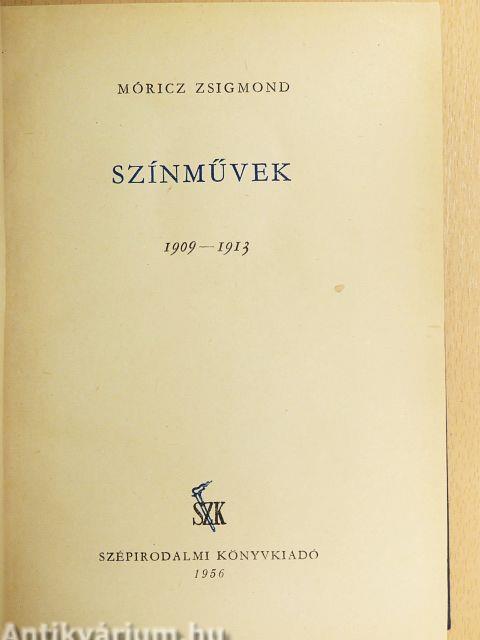 MÓRICZ ZSIGMOND
SZÍNMŰVEK
1909—1913
SZK
SZÉPIRODALMI KÖNYVKIADÓ
1956
Antikvárium.hu